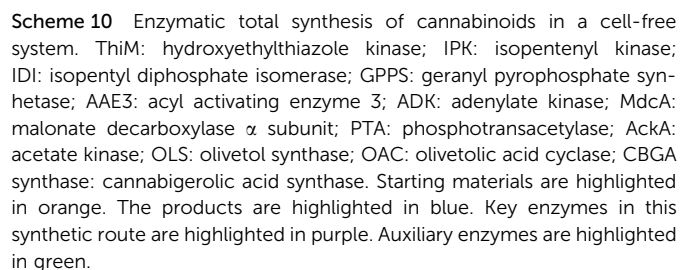 Scheme 10 Enzymatic total synthesis of cannabinoids in a cell-free
system. ThiM: hydroxyethylthiazole kinase; IPK: isopentenyl kinase;
IDI: isopentyl diphosphate isomerase; GPPS: geranyl pyrophosphate syn-
hetase; AAE3: acyl activating enzyme 3; ADK: adenylate kinase; MdcA:
malonate decarboxylase α subunit; PTA: phosphotransacetylase; AckA:
acetate kinase; OLS: olivetol synthase; OAC: olivetolic acid cyclase; CBGA
synthase: cannabigerolic acid synthase. Starting materials are highlighted
in orange. The products are highlighted in blue. Key enzymes in this
synthetic route are highlighted in purple. Auxiliary enzymes are highlighted
in green.